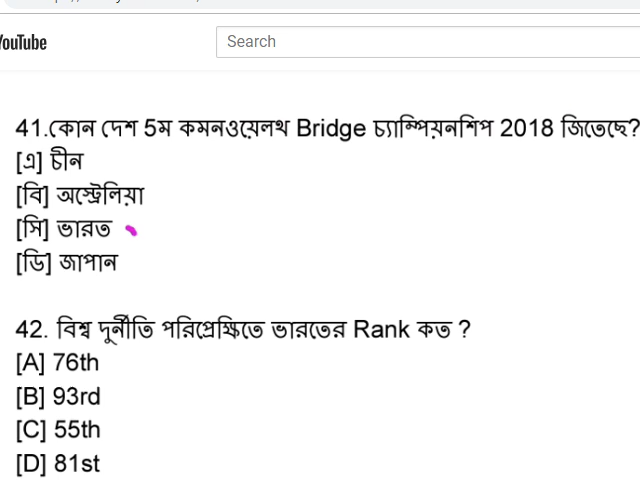 YouTube
Search
41.কোন দেশ 5ম কমনওয়েলথ Bridge চ্যাম্পিয়নশিপ 2018 জিতেছে?
[এ] চীন
[বি] অস্ট্রেলিয়া
[সি] ভারত
[ডি] জাপান
42. বিশ্ব দুর্নীতি পরিপ্রেক্ষিতে ভারতের Rank কত ?
[A] 76th
[B] 93rd
[C] 55th
[D] 81st